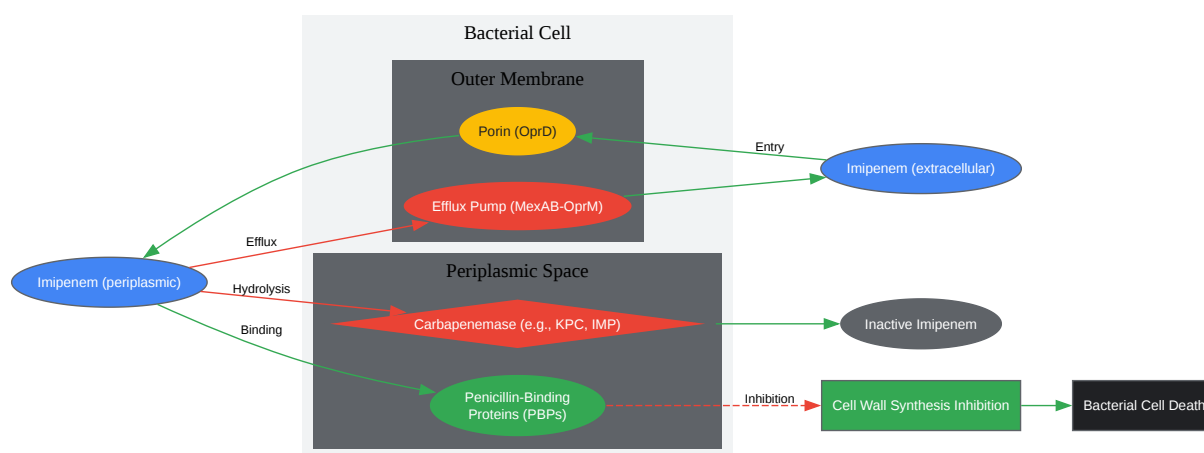 Bacterial Cell
Outer Membrane
Porin (OprD)
Entry
Imipenem (extracellular)
Efflux Pump (MexAB-OprM)
Efflux
Periplasmic Space
Imipenem (periplasmic)
Hydrolysis
Carbapenemase (e.g., KPC, IMP)
Inactive Imipenem
Binding
Penicillin-Binding
Proteins (PBPs)
Inhibition
Cell Wall Synthesis Inhibition
Bacterial Cell Death